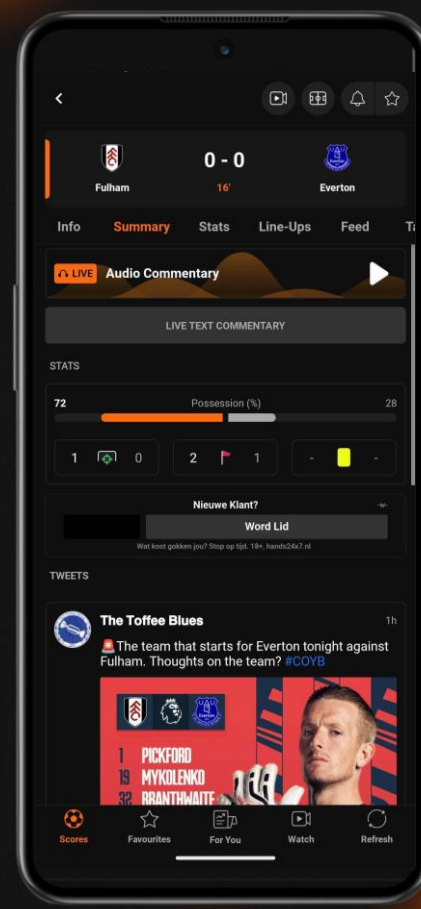 0 - 0
Fulham
16'
Everton
Info
Summary
Stats
Line-Ups
Feed
LIVE
Audio Commentary
LIVE TEXT COMMENTARY
STATS
72
Possession (%)
28
1
0
2
1
-
-
Nieuwe Klant?
-w-
Word Lid
Wat kost gokken jou? Stop op tijd. 18+, hands24x7.nl
TWEETS
The Toffee Blues
1h
The team that starts for Everton tonight against
Fulham. Thoughts on the team? #COYB
1 PICKFORD
19 MYKOLENKO
32 BRANTHWAITE
Scores
Favourites
For You
Watch
Refresh